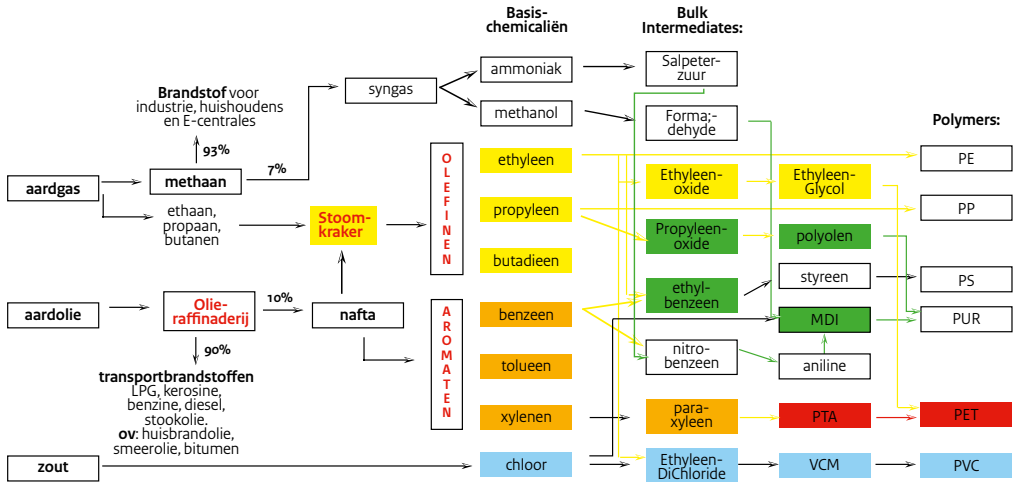 Basis-
chemicaliën
Bulk
Intermediates:
Polymers:
ammoniak
Salpeter-
zuur
syngas
methanol
Forma;-
dehyde
Brandstof voor
industrie, huishoudens
en E-centrales
93%
7%
aardgas
methaan
ethaan,
propaan,
butanen
Stoom-
kraker
OLEFINEN
ethyleen
Ethyleen-
oxide
Ethyleen-
Glycol
PE
propyleen
Propyleen-
oxide
polyolen
PP
butadieen
ethyl-
benzeen
styreen
PS
aardolie
Olie-
raffinaderij
10%
nafta
90%
AROMATEN
benzeen
MDI
PUR
nitro-
benzeen
aniline
tolueen
transportbrandstoffen
LPG, kerosine,
benzine, diesel,
stookolie.
ov: huisbrandolie,
smeerolie, bitumen
xylenen
para-
xyleen
PTA
PET
zout
chloor
Ethyleen-
DiChloride
VCM
PVC